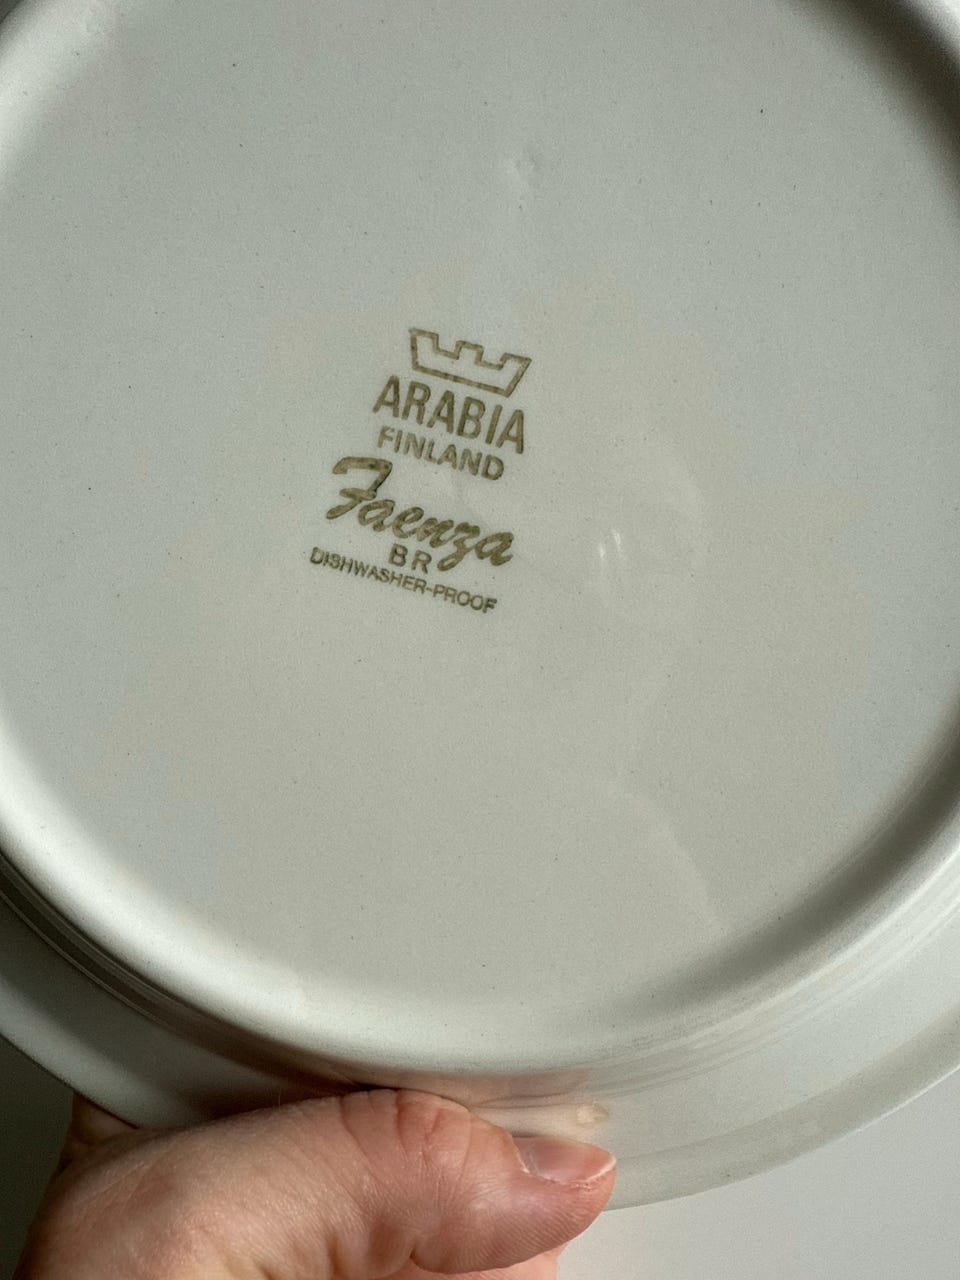 ARABIA
FINLAND
Faenza
BR
DISHWASHER-PROOF